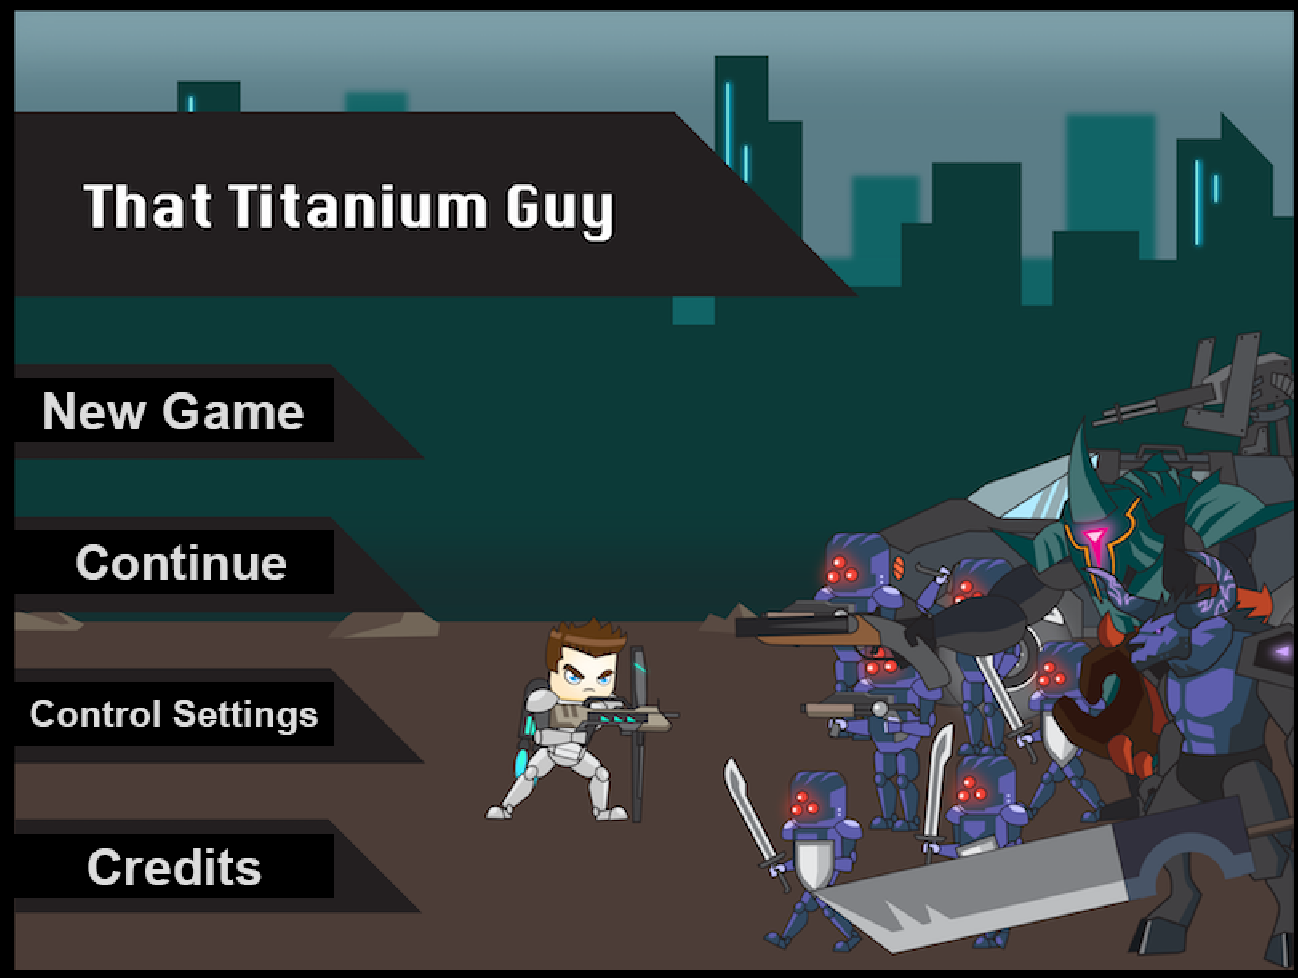 That Titanium Guy
New Game
Continue
Control Settings
Credits